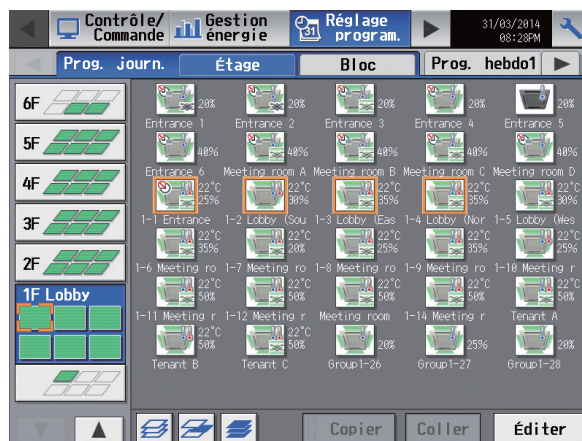 Contrôle/ Gestion Réglage 31/03/2014
Commande énergie program. 08:28PM
Prog. journ. Étage Bloc Prog. hebdo1
6F 20% 20% 20% 20% 20%
Entrance 1 Entrance 2 Entrance 3 Entrance 4 Entrance 5
5F 40% 40% 40% 40% 40%
Entrance 6 Meeting room A Meeting room B Meeting room C Meeting room D
4F 22°C 22°C 22°C 22°C 22°C
25% 30% 35% 35% 30%
1-1 Entrance 1-2 Lobby (Sou 1-3 Lobby (Eas 1-4 Lobby (Nor 1-5 Lobby (Wes
3F 22°C 22°C 22°C 22°C 22°C
35% 20% 25% 35% 25%
2F
1-6 Meeting ro 1-7 Meeting ro 1-8 Meeting ro 1-9 Meeting ro 1-10 Meeting r
1F Lobby 22°C 22°C 22°C 22°C 22°C
50% 50% 50% 50% 50%
1-11 Meeting r 1-12 Meeting r Meeting room 1-14 Meeting r Tenant A
22°C 22°C
50% 50% 20% 25% 20%
Tenant B Tenant C Group1-26 Group1-27 Group1-28
Copier Coller Éditer